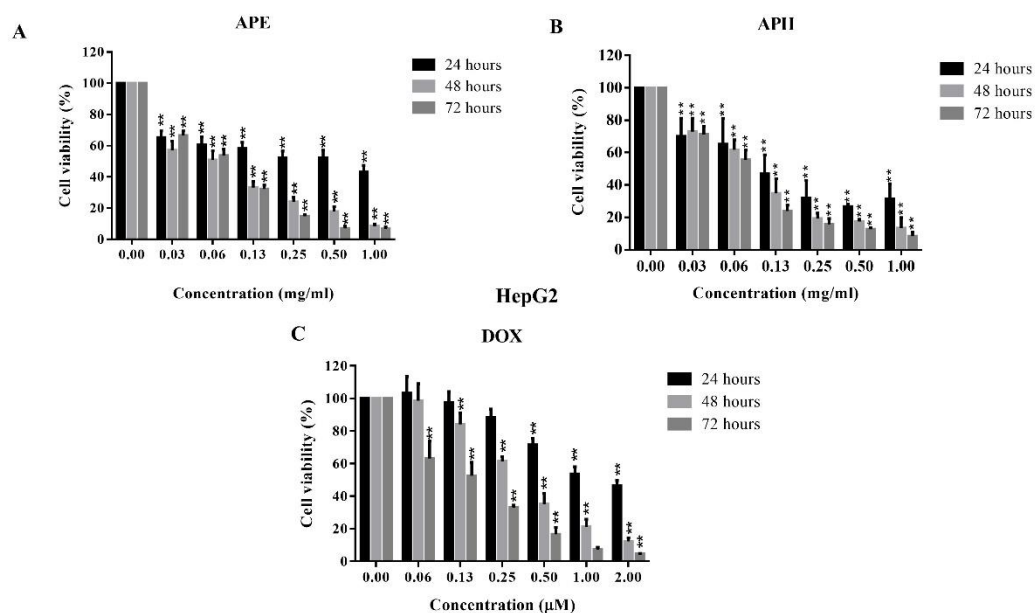 A
APE
120
100
80
60
40
20
0
Cell viability (%)
** ** ** ** ** ** ** ** ** ** ** ** ** ** ** ** ** **
0.00 0.03 0.06 0.13 0.25 0.50 1.00
Concentration (mg/ml)
24 hours
48 hours
72 hours
B
APH
120
100
80
60
40
20
0
Cell viability (%)
** ** ** ** ** ** ** ** ** ** ** ** ** ** ** ** ** **
0.00 0.03 0.06 0.13 0.25 0.50 1.00
Concentration (mg/ml)
24 hours
48 hours
72 hours
HepG2
C
DOX
120
100
80
60
40
20
0
Cell viability (%)
** ** ** ** ** ** ** ** ** ** ** ** **
0.00 0.06 0.13 0.25 0.50 1.00 2.00
Concentration (μM)
24 hours
48 hours
72 hours